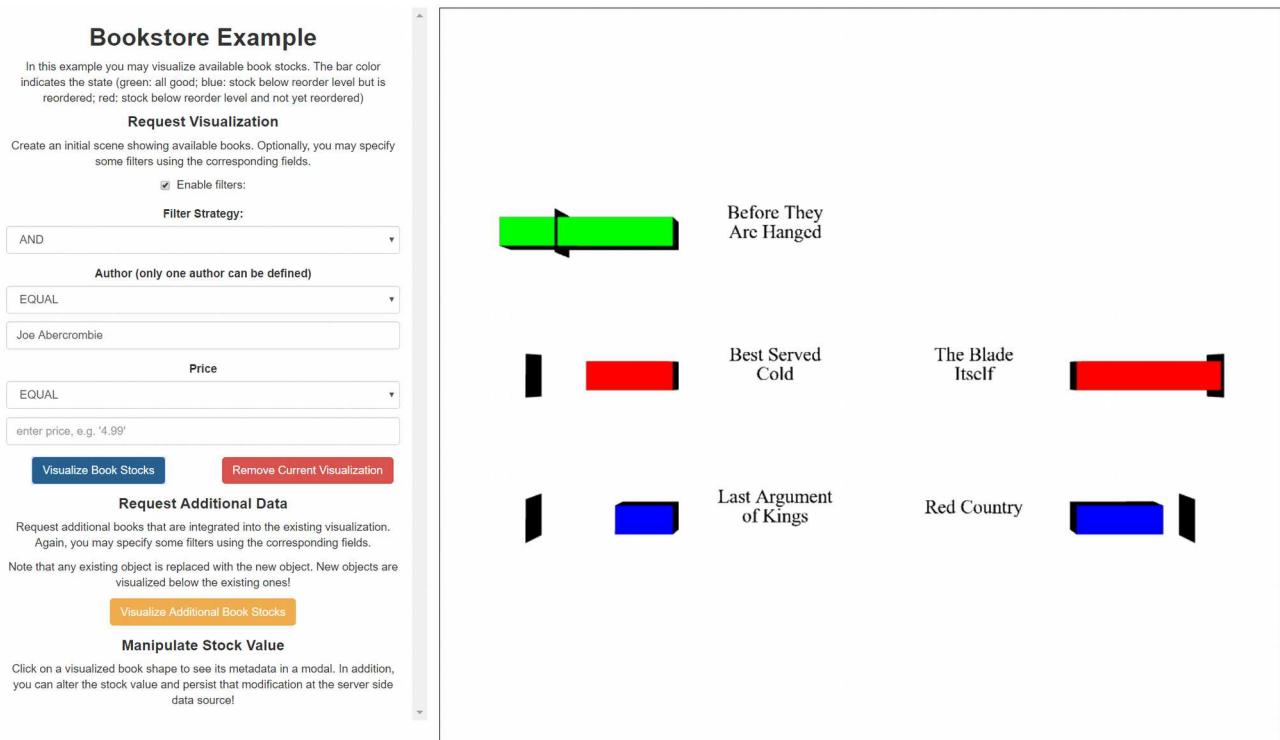 Bookstore Example
In this example you may visualize available book stocks. The bar color
indicates the state (green: all good; blue: stock below reorder level but is
reordered; red: stock below reorder level and not yet reordered)
Request Visualization
Create an initial scene showing available books. Optionally, you may specify
some filters using the corresponding fields.
Enable filters:
Filter Strategy:
AND
Author (only one author can be defined)
EQUAL
Joe Abercrombie
Price
EQUAL
enter price, e.g. '4.99'
Visualize Book Stocks
Remove Current Visualization
Request Additional Data
Request additional books that are integrated into the existing visualization.
Again, you may specify some filters using the corresponding fields.
Note that any existing object is replaced with the new object. New objects are
visualized below the existing ones!
Visualize Additional Book Stocks
Manipulate Stock Value
Click on a visualized book shape to see its metadata in a modal. In addition,
you can alter the stock value and persist that modification at the server side
data source!
Before They
Are Hanged
Best Served
Cold
The Blade
Itself
Last Argument
of Kings
Red Country